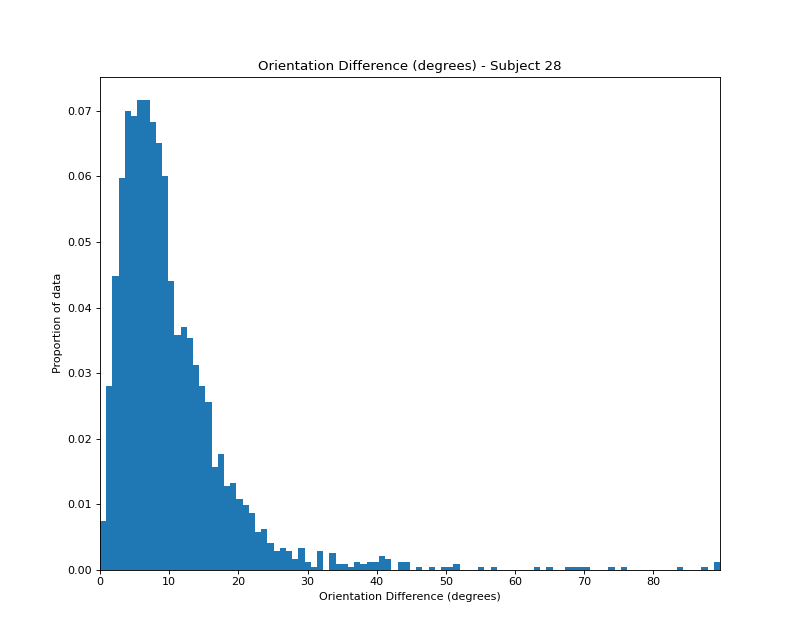 Orientation Difference (degrees) - Subject 28
0.07
0.06
0.05
0.04
0.03
0.02
0.01
0.00
Proportion of data
0 10 20 30 40 50 60 70 80
Orientation Difference (degrees)